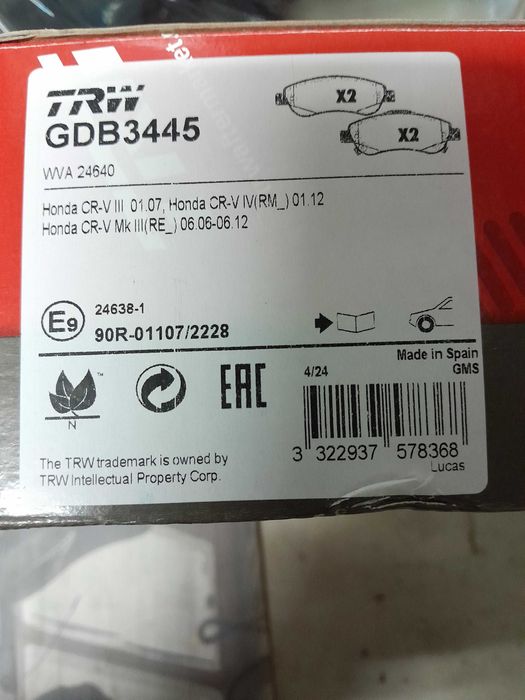 TRW
GDB3445
X2
X2
WVA 24640
Honda CR-V III 01.07, Honda CR-V IV(RM_) 01.12
Honda CR-V Mk III(RE_) 06.06-06.12
E9
24638-1
90R-01107/2228
Made in Spain
GMS
4/24
TM
N
EAC
3 322937 578368
Lucas
The TRW trademark is owned by
TRW Intellectual Property Corp.